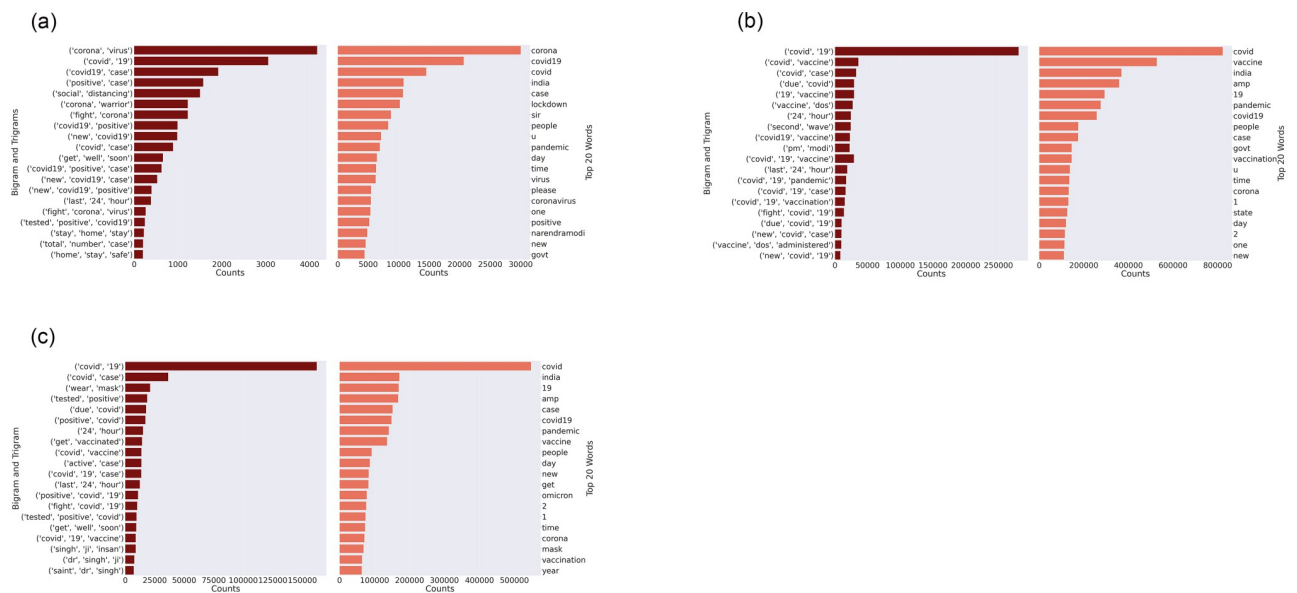 (a)
('corona', 'virus')
('covid', '19')
('covid19', 'case')
('positive', 'case')
('social', 'distancing')
('corona', 'warrior')
('fight', 'corona')
('covid19', 'positive')
('new', 'covid19')
('covid', 'case')
('get', 'well', 'soon')
('covid19', 'positive', 'case')
('new', 'covid19', 'case')
('new', 'covid19', 'positive')
('last', '24', 'hour')
('fight', 'corona', 'virus')
('tested', 'positive', 'covid19')
('stay', 'home', 'stay')
('total', 'number', 'case')
('home', 'stay', 'safe')
Bigram and Trigrams
0 1000 2000 3000 4000
Counts
corona
covid19
covid
india
case
lockdown
sir
people
u
pandemic
day
time
virus
please
coronavirus
one
positive
narendramodi
new
govt
Top 20 Words
0 5000 10000 15000 20000 25000 30000
Counts
(b)
('covid', '19')
('covid', 'vaccine')
('covid', 'case')
('due', 'covid')
('19', 'vaccine')
('vaccine', 'dos')
('24', 'hour')
('second', 'wave')
('covid19', 'vaccine')
('pm', 'modi')
('covid', '19', 'vaccine')
('last', '24', 'hour')
('covid', '19', 'pandemic')
('covid', '19', 'case')
('covid', '19', 'vaccination')
('fight', 'covid', '19')
('due', 'covid', '19')
('new', 'covid', 'case')
('vaccine', 'dos', 'administered')
('new', 'covid', '19')
Bigram and Trigram
0 50000 100000 150000 200000 250000
Counts
covid
vaccine
india
amp
19
pandemic
covid19
people
case
govt
vaccination
u
time
corona
1
state
day
2
one
new
Top 20 Words
0 200000 400000 600000 800000
Counts
(c)
('covid', '19')
('covid', 'case')
('wear', 'mask')
('tested', 'positive')
('due', 'covid')
('positive', 'covid')
('24', 'hour')
('get', 'vaccinated')
('covid', 'vaccine')
('active', 'case')
('covid', '19', 'case')
('last', '24', 'hour')
('positive', 'covid', '19')
('fight', 'covid', '19')
('tested', 'positive', 'covid')
('get', 'well', 'soon')
('covid', '19', 'vaccine')
('singh', 'ji', 'insan')
('dr', 'singh', 'ji')
('saint', 'dr', 'singh')
Bigram and Trigram
0 25000 50000 75000 100000 125000 150000
Counts
covid
india
19
amp
case
covid19
pandemic
vaccine
people
day
new
get
omicron
2
1
time
corona
mask
vaccination
year
Top 20 Words
0 100000 200000 300000 400000 500000
Counts